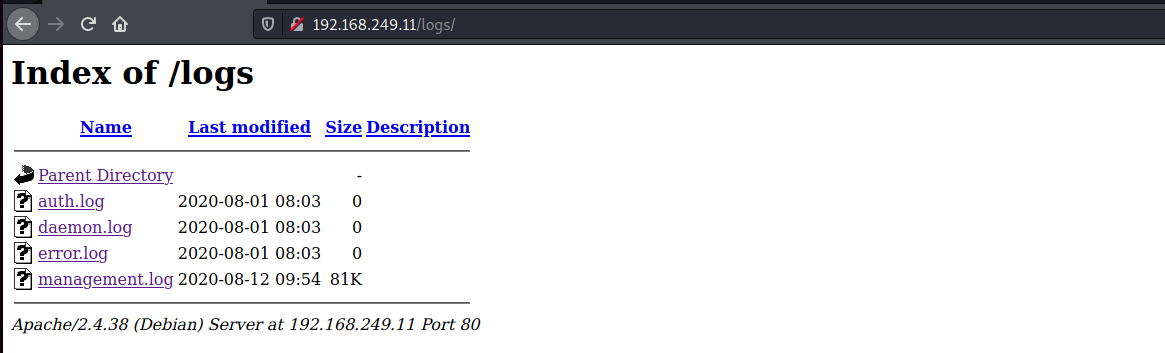 192.168.249.11/logs/
Index of /logs
Name Last modified Size Description
Parent Directory -
auth.log 2020-08-01 08:03 0
daemon.log 2020-08-01 08:03 0
error.log 2020-08-01 08:03 0
management.log 2020-08-12 09:54 81K
Apache/2.4.38 (Debian) Server at 192.168.249.11 Port 80